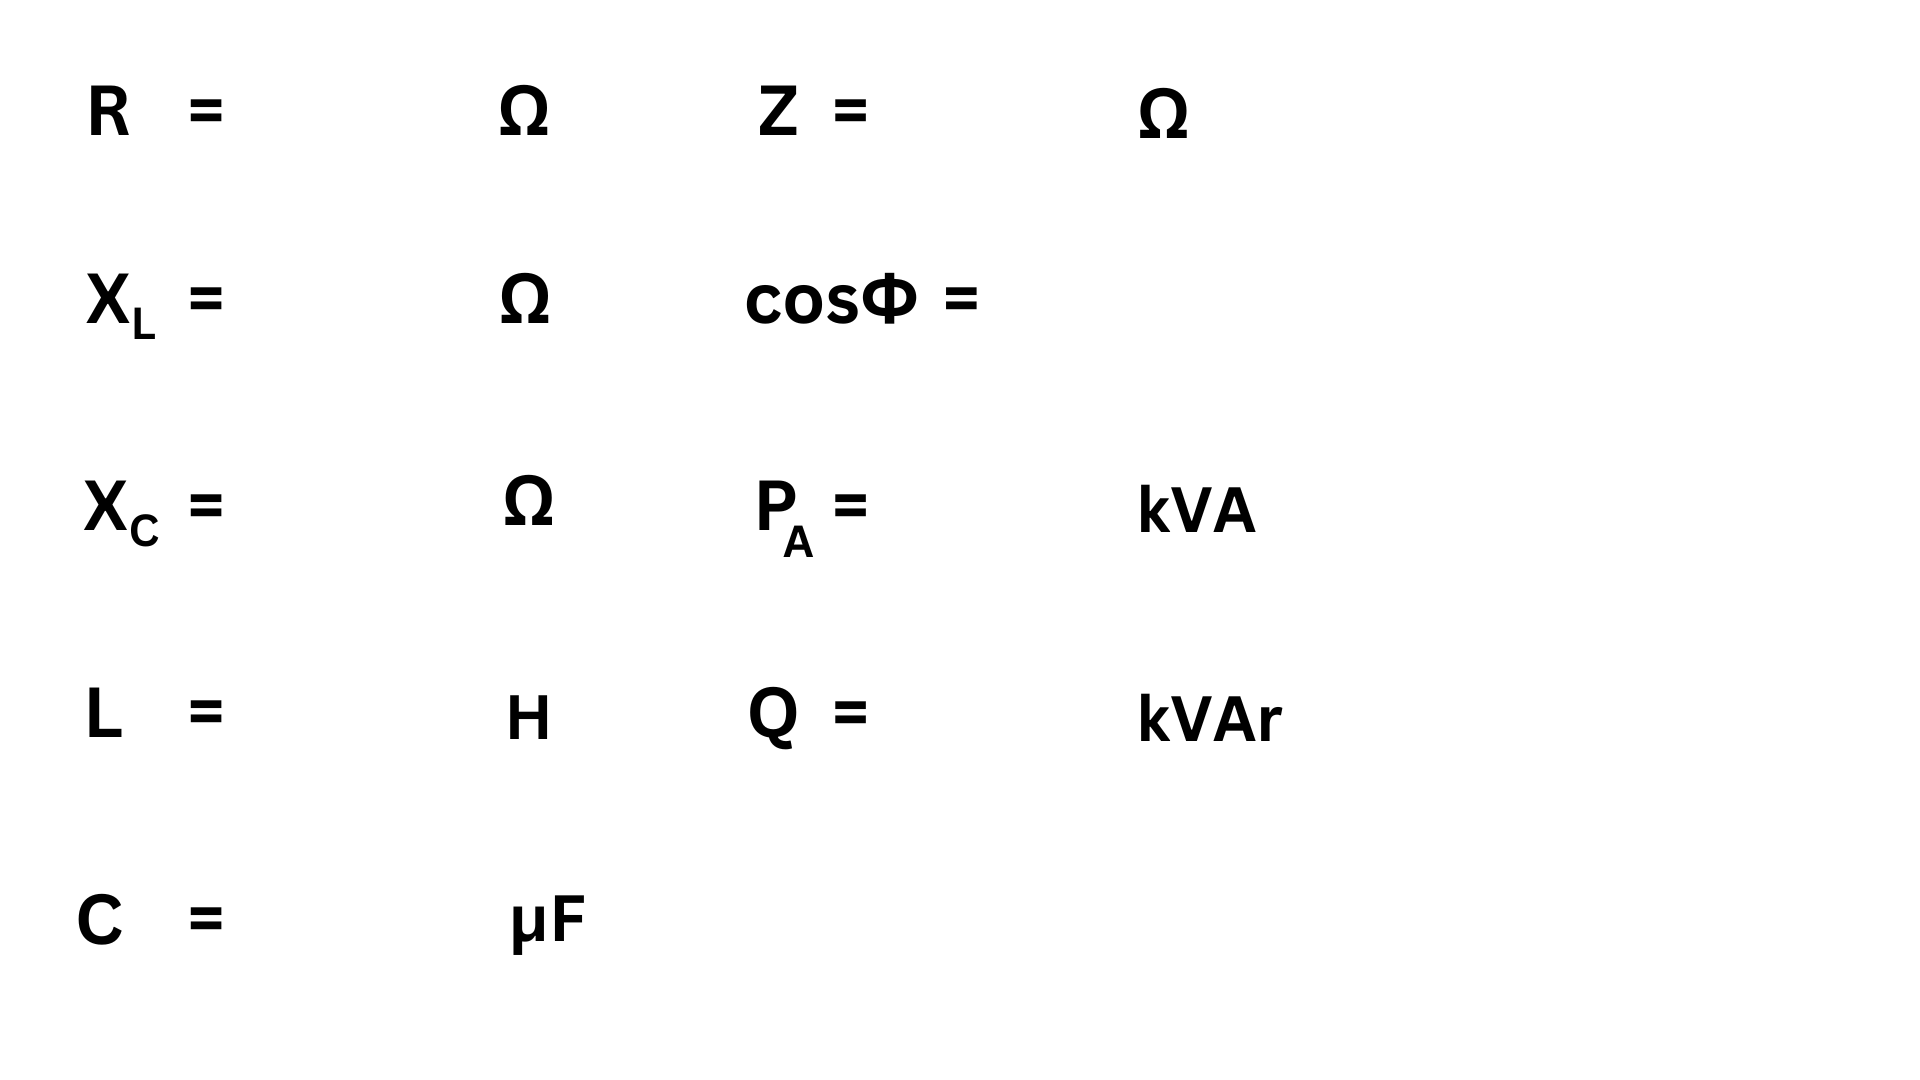 R = Ω Z = Ω
XL = Ω cosΦ =
XC = Ω PA = kVA
L = H Q = kVAr
C = µF